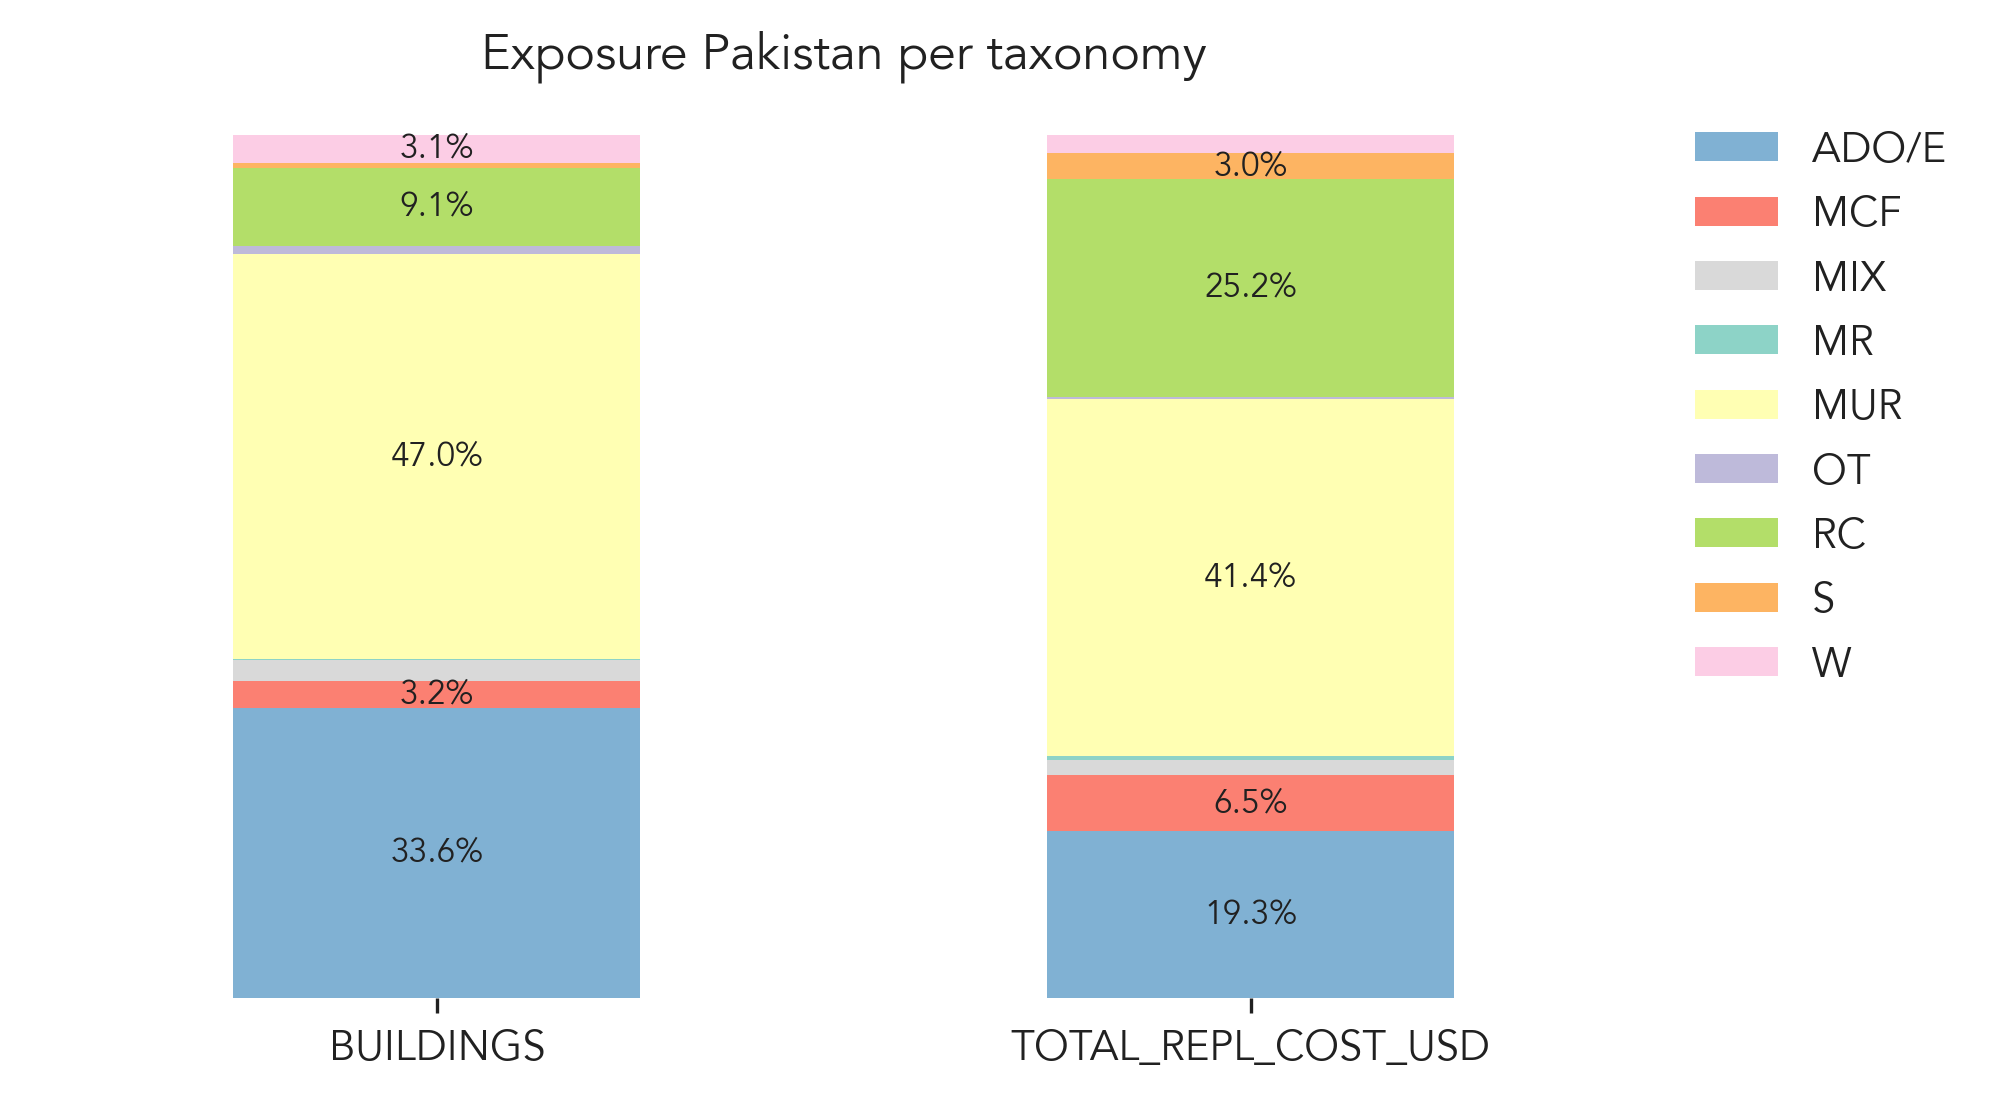 Exposure Pakistan per taxonomy
3.1%
9.1%
47.0%
3.2%
33.6%
BUILDINGS
3.0%
25.2%
41.4%
6.5%
19.3%
TOTAL_REPL_COST_USD
ADO/E
MCF
MIX
MR
MUR
OT
RC
S
W